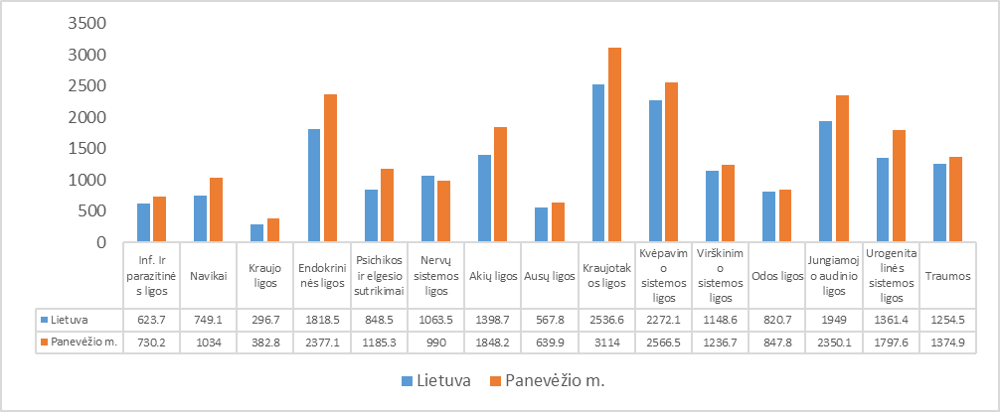 3500
3000
2500
2000
1500
1000
500
0
Inf. Ir
parazitinė
s ligos
Navikai
Kraujo
ligos
Endokrini
nės ligos
Psichikos
ir elgesio
sutrikimai
Nervų
sistemos
ligos
Akių ligos
Ausų ligos
Kraujotak
os ligos
Kvėpavim
o
sistemos
ligos
Virškinim
o
sistemos
ligos
Odos ligos
Jungiamoj
o audinio
ligos
Urogenita
linės
sistemos
ligos
Traumos
Lietuva 623.7 749.1 296.7 1818.5 848.5 1063.5 1398.7 567.8 2536.6 2272.1 1148.6 820.7 1949 1361.4 1254.5
Panevėžio m. 730.2 1034 382.8 2377.1 1185.3 990 1848.2 639.9 3114 2566.5 1236.7 847.8 2350.1 1797.6 1374.9
Lietuva Panevėžio m.